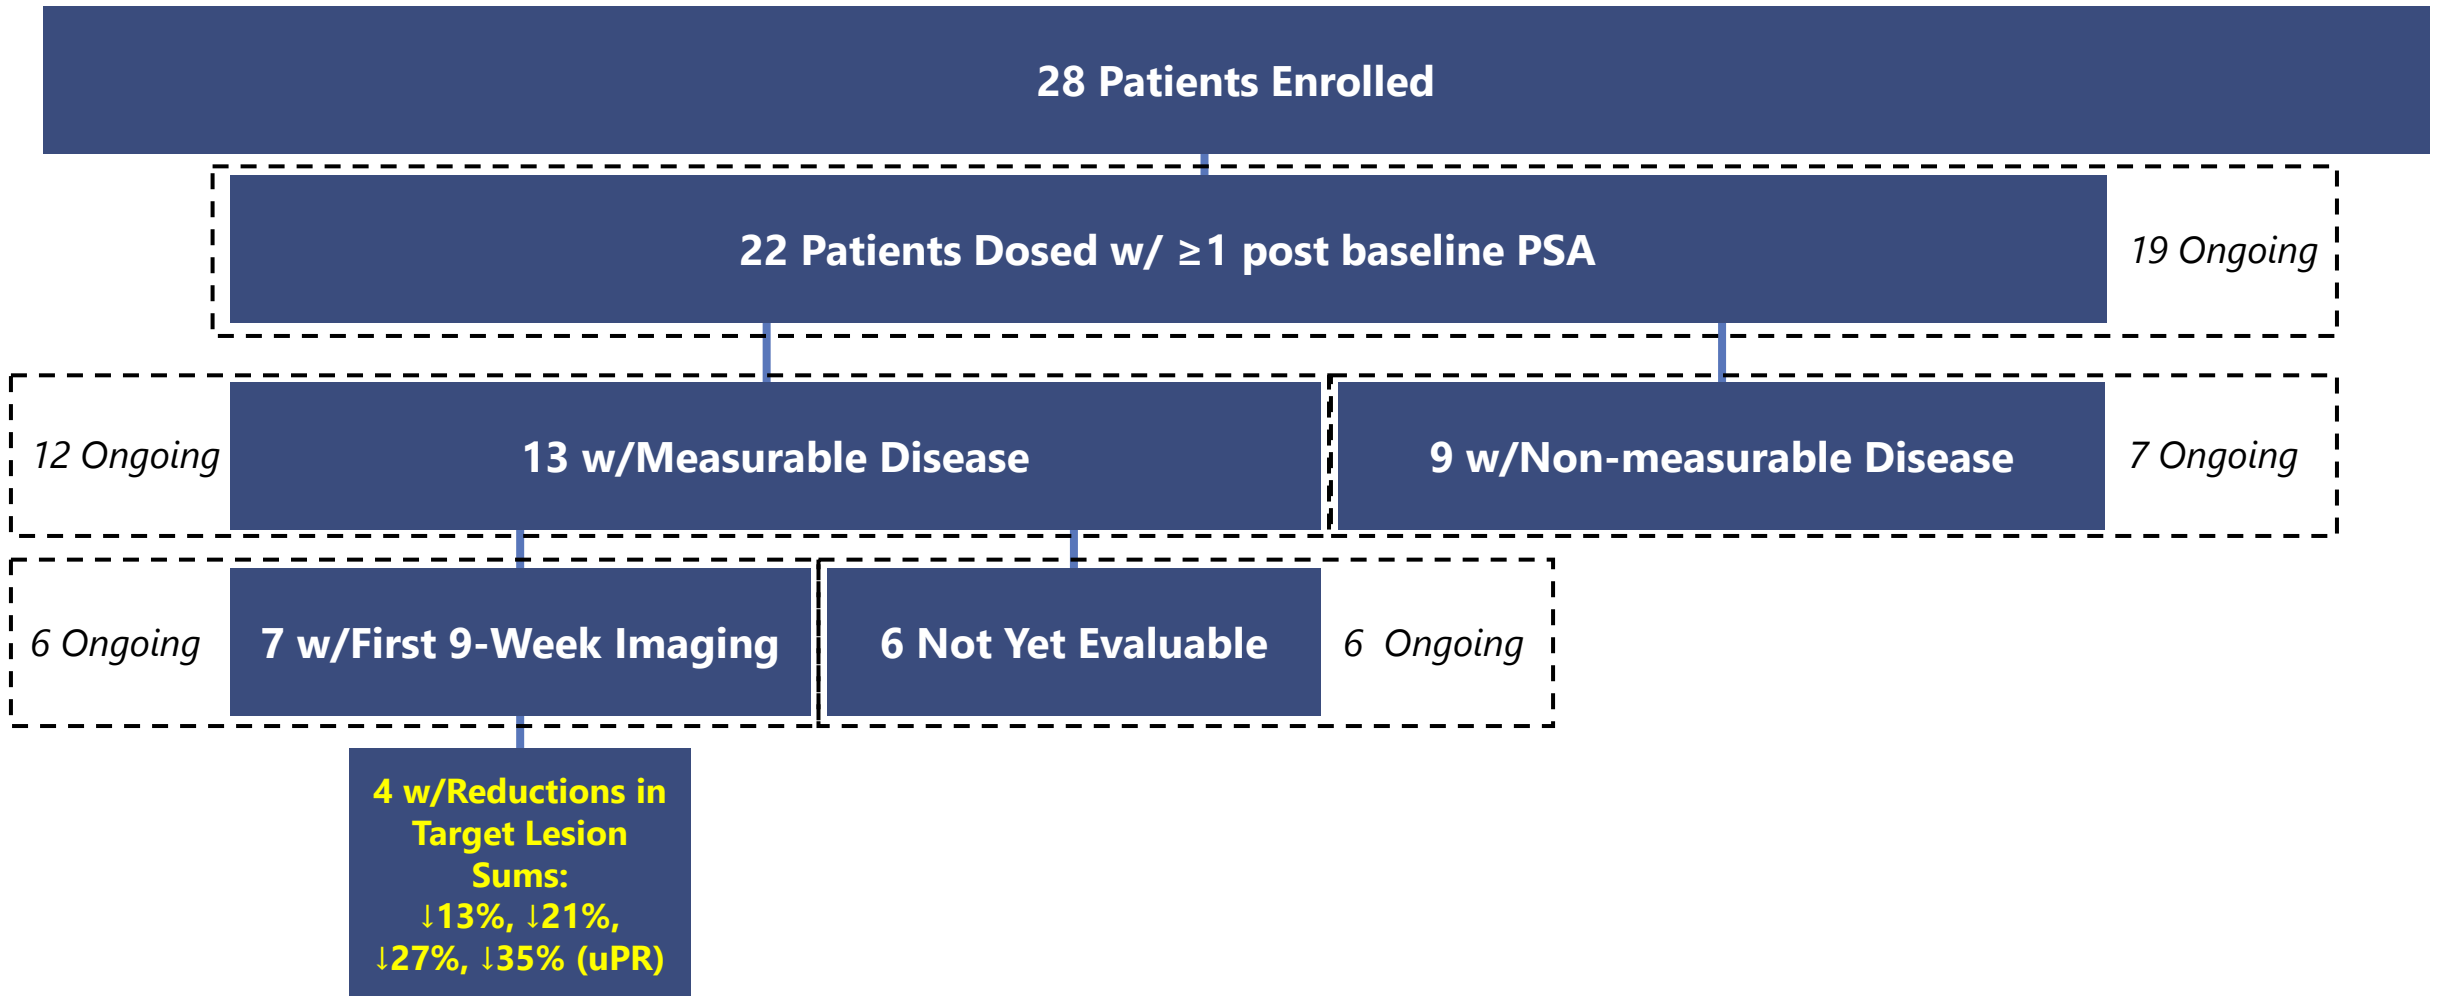 28 Patients Enrolled
22 Patients Dosed w/ ≥1 post baseline PSA
19 Ongoing
12 Ongoing
13 w/Measurable Disease
9 w/Non-measurable Disease
7 Ongoing
6 Ongoing
7 w/First 9-Week Imaging
6 Not Yet Evaluable
6 Ongoing
4 w/Reductions in
Target Lesion
Sums:
↓13%, ↓21%,
↓27%, ↓35% (uPR)